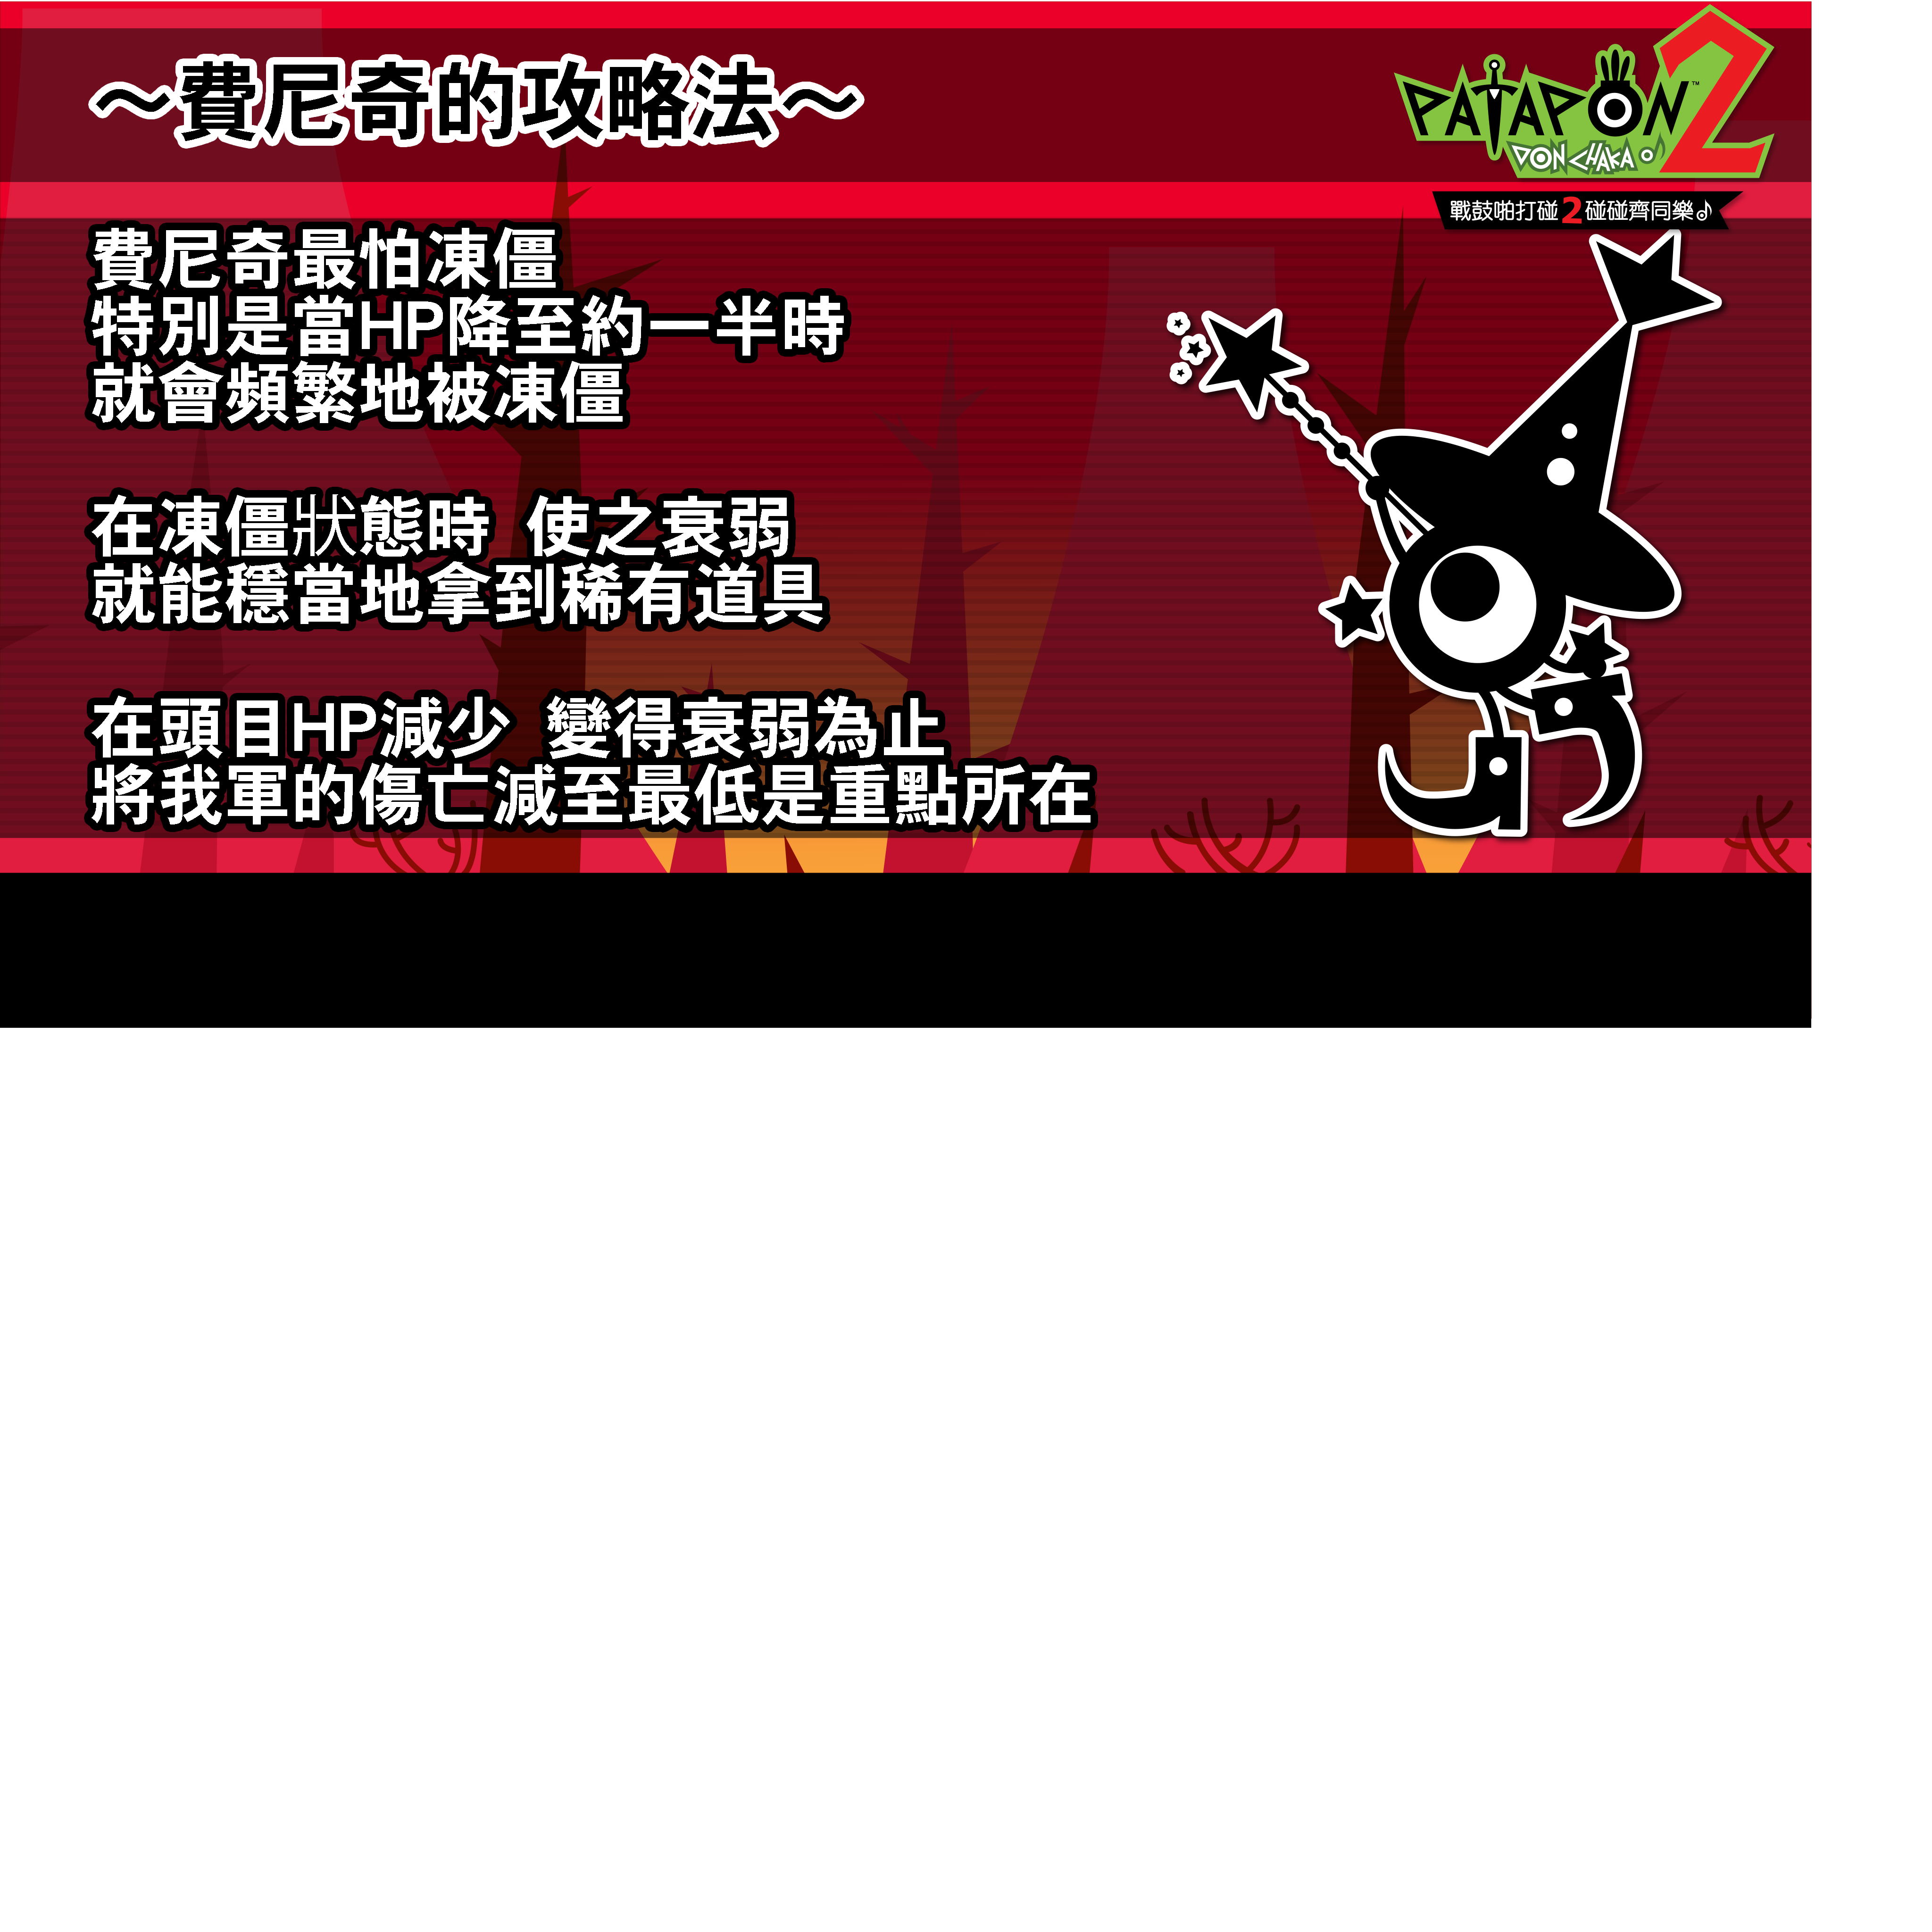 ～費尼奇的攻略法～
PATAPON 2™
DON CHAKA♪
戰鼓啪打碰2碰碰齊同樂♪
費尼奇最怕凍僵
特別是當HP降至約一半時
就會頻繁地被凍僵
在凍僵狀態時 使之衰弱
就能穩當地拿到稀有道具
在頭目HP減少 變得衰弱為止
將我軍的傷亡減至最低是重點所在